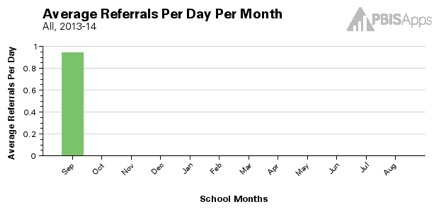 Average Referrals Per Day Per Month
All, 2013-14
PBISApps
Average Referrals Per Day
1
0.8
0.6
0.4
0.2
0
Sep Oct Nov Dec Jan Feb Mar Apr May Jun Jul Aug
School Months